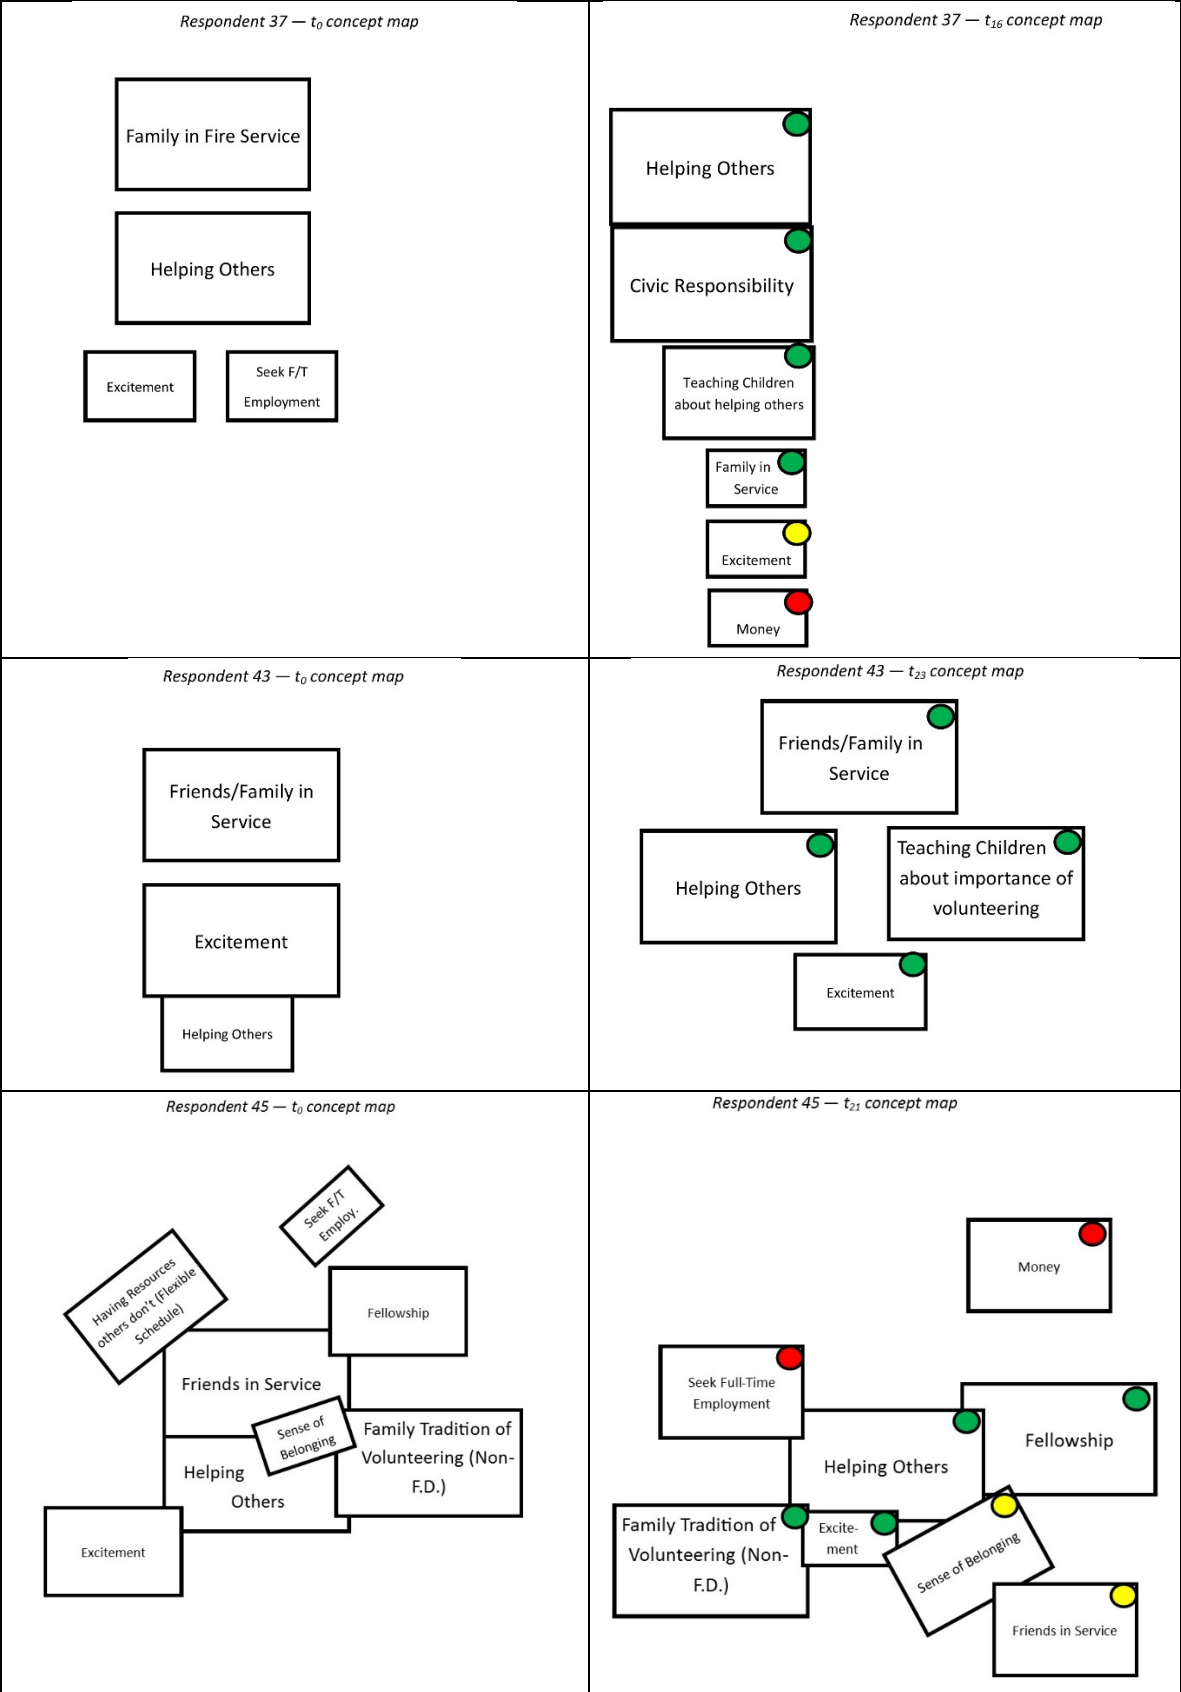 Respondent 37 — t0 concept map
Family in Fire Service
Helping Others
Excitement
Seek F/T
Employment
Respondent 37 — t16 concept map
Helping Others
Civic Responsibility
Teaching Children
about helping others
Family in
Service
Excitement
Money
Respondent 43 — t0 concept map
Friends/Family in
Service
Excitement
Helping Others
Respondent 43 — t23 concept map
Friends/Family in
Service
Helping Others
Teaching Children
about importance of
volunteering
Excitement
Respondent 45 — t0 concept map
Seek F/T
Employ.
Having Resources
others don't (Flexible
Schedule)
Fellowship
Friends in Service
Sense of
Belonging
Family Tradition of
Volunteering (Non-
F.D.)
Helping
Others
Excitement
Respondent 45 — t21 concept map
Money
Seek Full-Time
Employment
Fellowship
Helping Others
Family Tradition of
Volunteering (Non-
F.D.)
Excite-
ment
Sense of Belonging
Friends in Service